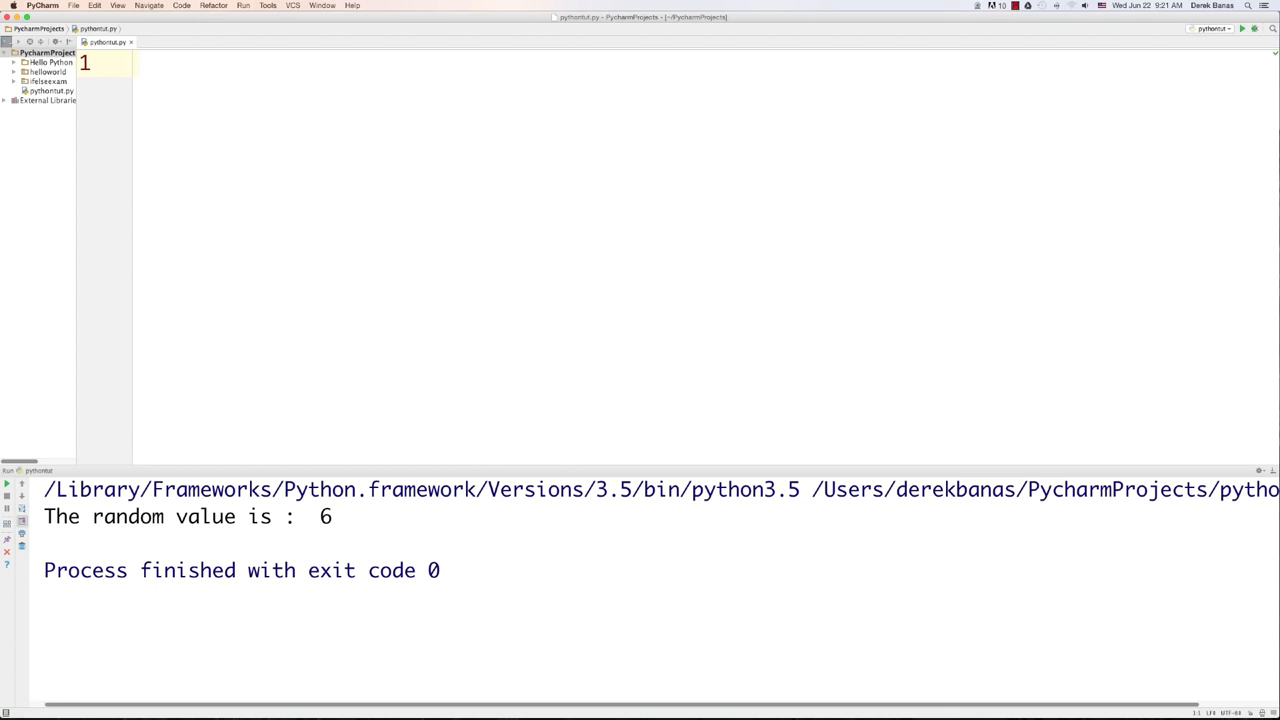 PyCharm File Edit View Navigate Code Refactor Run Tools VCS Window Help 10 Wed Jun 22 9:21 AM Derek Banas
pythontut.py - PycharmProjects - [~/PycharmProjects]
PycharmProjects pythontut.py pythontut
pythontut.py
PycharmProject
1
Hello Python
helloworld
ifelseexam
pythontut.py
External Librarie
Run pythontut
/Library/Frameworks/Python.framework/Versions/3.5/bin/python3.5 /Users/derekbanas/PycharmProjects/pytho
The random value is :  6
Process finished with exit code 0
1:1 LF÷ UTF-8÷